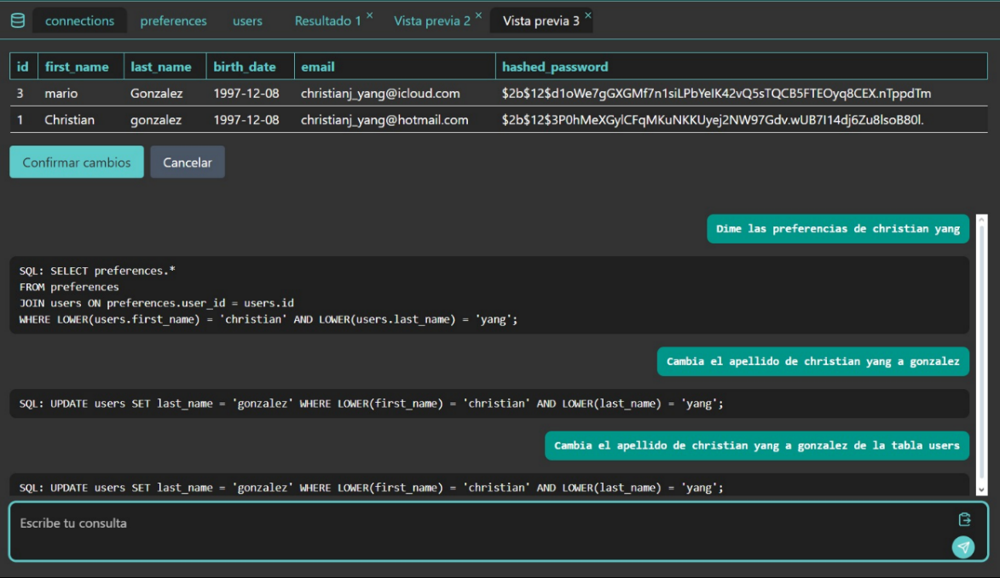 connections preferences users Resultado 1 × Vista previa 2 × Vista previa 3 ×
id first_name last_name birth_date email hashed_password
3 mario Gonzalez 1997-12-08 christianj_yang@icloud.com $2b$12$d1oWe7gGXGMf7n1siLPbYeIK42vQ5sTQCB5FTEOyq8CEX.nTppdTm
1 Christian gonzalez 1997-12-08 christianj_yang@hotmail.com $2b$12$3P0hMeXGylCFqMKuNKKUyej2NW97Gdv.wUB7I14dj6Zu8lsoB80l.
Confirmar cambios Cancelar
Dime las preferencias de christian yang
SQL: SELECT preferences.*
FROM preferences
JOIN users ON preferences.user_id = users.id
WHERE LOWER(users.first_name) = 'christian' AND LOWER(users.last_name) = 'yang';
Cambia el apellido de christian yang a gonzalez
SQL: UPDATE users SET last_name = 'gonzalez' WHERE LOWER(first_name) = 'christian' AND LOWER(last_name) = 'yang';
Cambia el apellido de christian yang a gonzalez de la tabla users
SQL: UPDATE users SET last_name = 'gonzalez' WHERE LOWER(first_name) = 'christian' AND LOWER(last_name) = 'yang';
Escribe tu consulta